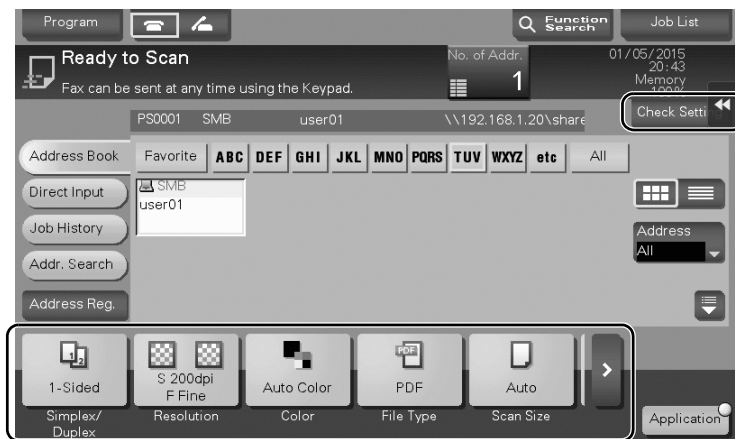 Program
Function
Search
Job List
Ready to Scan
No. of Addr.
01/05/2015
20:43
Memory
100%
Fax can be sent at any time using the Keypad.
1
Check Setti
PS0001 SMB user01 \\192.168.1.20\share
Address Book
Favorite ABC DEF GHI JKL MNO PQRS TUV WXYZ etc All
Direct Input
SMB
user01
Job History
Address
All
Addr. Search
Address Reg.
1 2
S 200dpi
F Fine
PDF
1-Sided
Auto Color
PDF
Auto
Simplex/
Duplex
Resolution
Color
File Type
Scan Size
Application